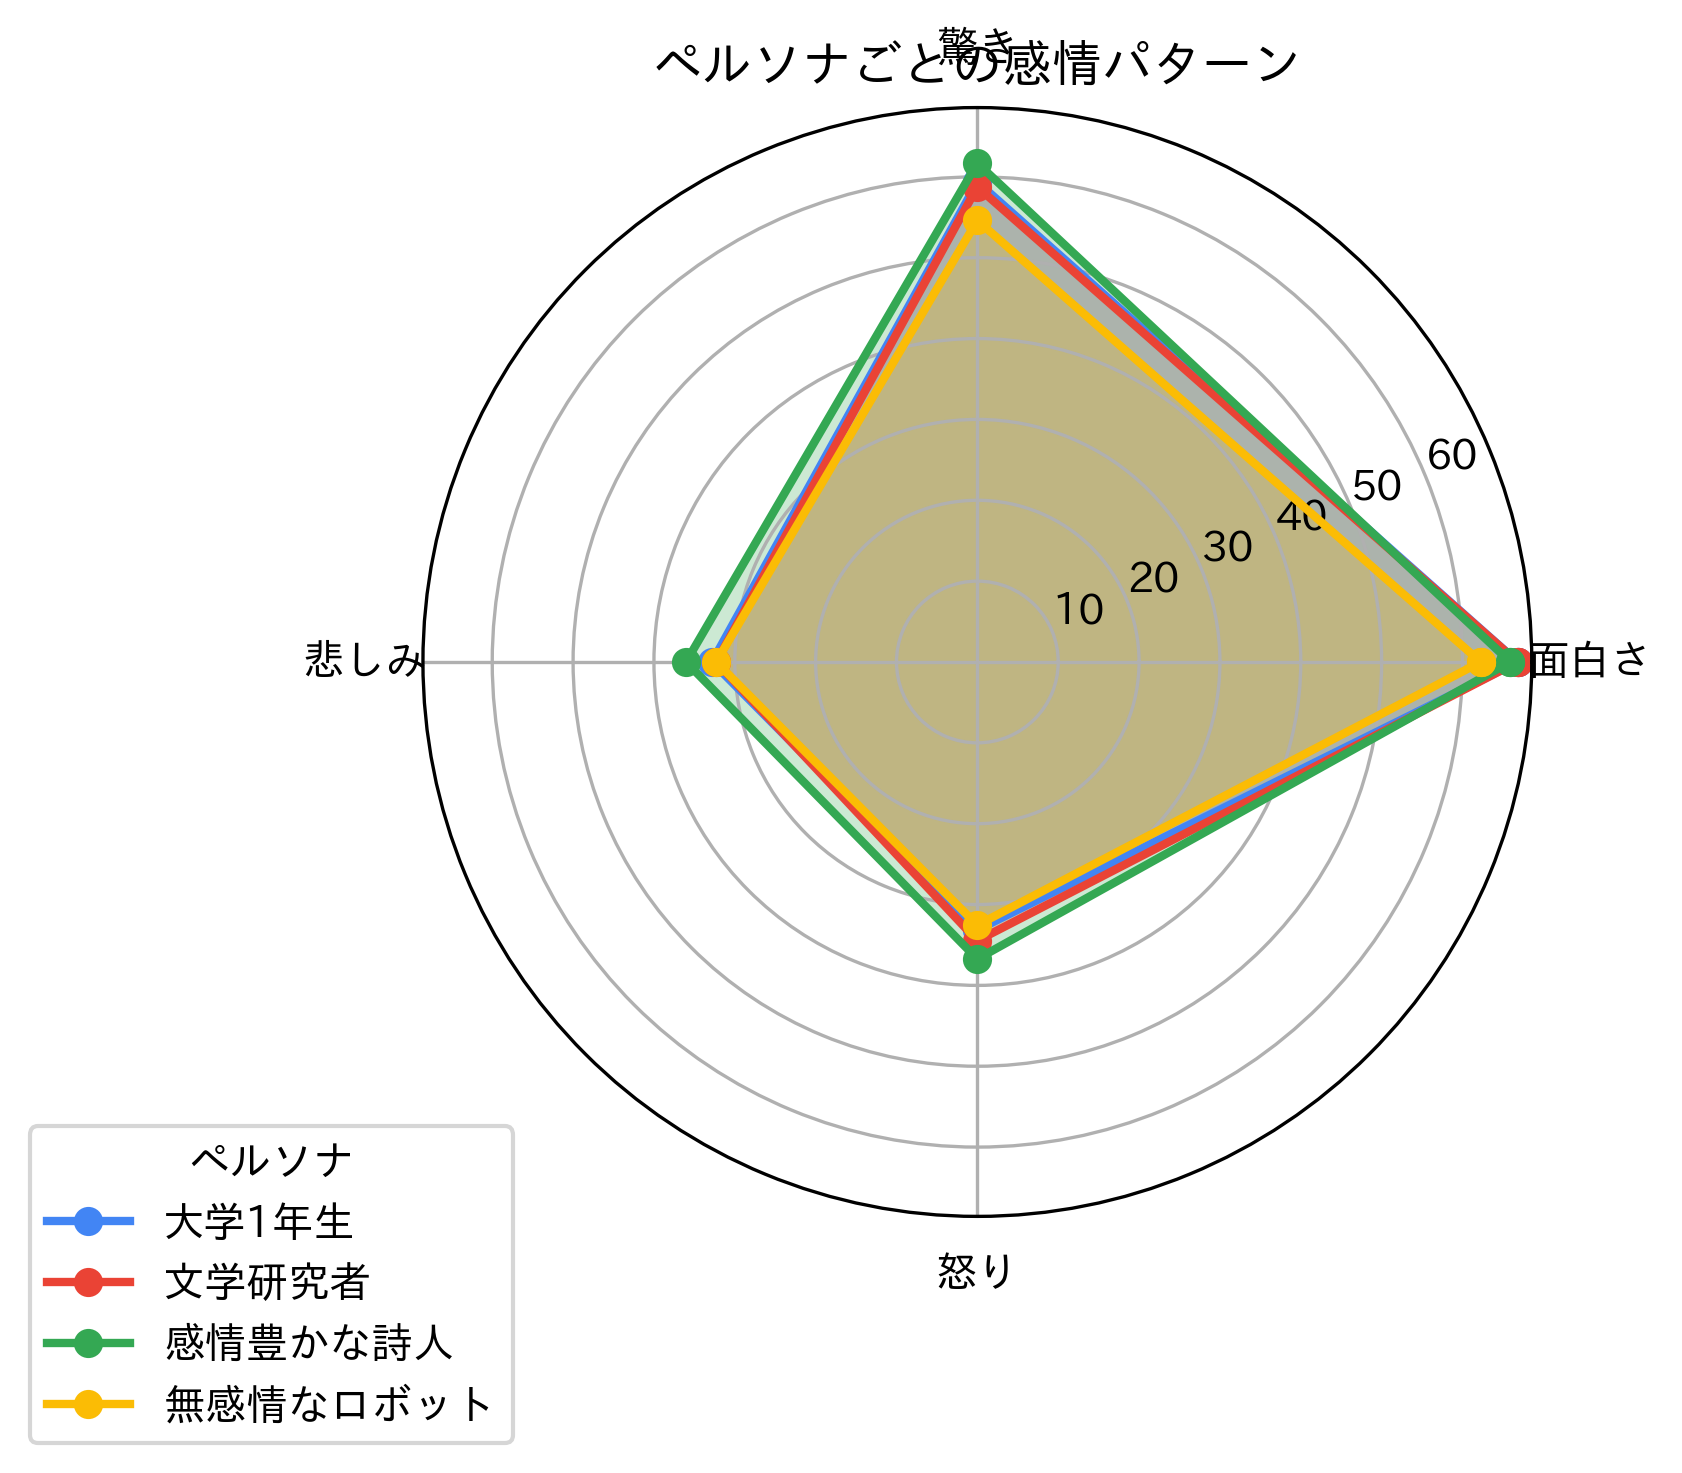 驚き
ペルソナごとの感情パターン
60
50
40
30
20
10
悲しみ
面白さ
怒り
ペルソナ
大学1年生
文学研究者
感情豊かな詩人
無感情なロボット